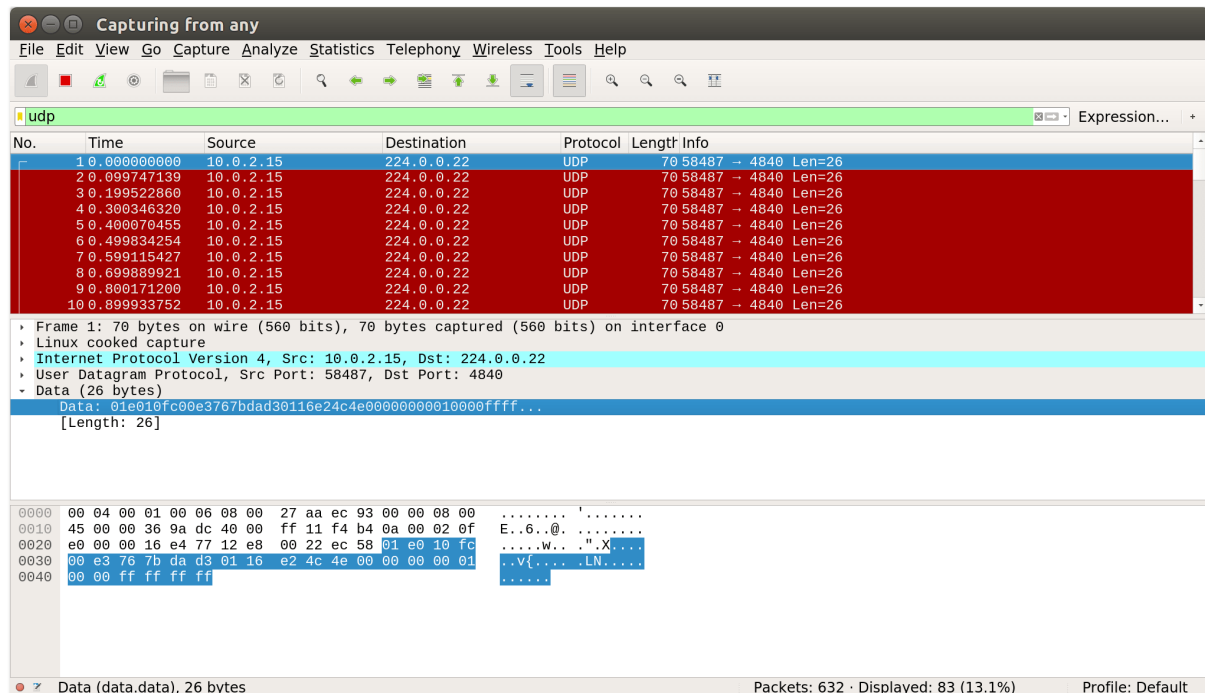 Capturing from any
File Edit View Go Capture Analyze Statistics Telephony Wireless Tools Help
udp Expression... +
No. Time Source Destination Protocol Length Info
1 0.000000000 10.0.2.15 224.0.0.22 UDP 70 58487 → 4840 Len=26
2 0.099747139 10.0.2.15 224.0.0.22 UDP 70 58487 → 4840 Len=26
3 0.199522860 10.0.2.15 224.0.0.22 UDP 70 58487 → 4840 Len=26
4 0.300346320 10.0.2.15 224.0.0.22 UDP 70 58487 → 4840 Len=26
5 0.400070455 10.0.2.15 224.0.0.22 UDP 70 58487 → 4840 Len=26
6 0.499834254 10.0.2.15 224.0.0.22 UDP 70 58487 → 4840 Len=26
7 0.599115427 10.0.2.15 224.0.0.22 UDP 70 58487 → 4840 Len=26
8 0.699889921 10.0.2.15 224.0.0.22 UDP 70 58487 → 4840 Len=26
9 0.800171200 10.0.2.15 224.0.0.22 UDP 70 58487 → 4840 Len=26
10 0.899933752 10.0.2.15 224.0.0.22 UDP 70 58487 → 4840 Len=26
Frame 1: 70 bytes on wire (560 bits), 70 bytes captured (560 bits) on interface 0
Linux cooked capture
Internet Protocol Version 4, Src: 10.0.2.15, Dst: 224.0.0.22
User Datagram Protocol, Src Port: 58487, Dst Port: 4840
Data (26 bytes)
Data: 01e010fc00e3767bdad30116e24c4e00000000010000ffff...
[Length: 26]
0000 00 04 00 01 00 06 08 00 27 aa ec 93 00 00 08 00 ........ '.......
0010 45 00 00 36 9a dc 40 00 ff 11 f4 b4 0a 00 02 0f E..6..@. ........
0020 e0 00 00 16 e4 77 12 e8 00 22 ec 58 01 e0 10 fc .....w.. .".X....
0030 00 e3 76 7b da d3 01 16 e2 4c 4e 00 00 00 00 01 ..v{.... .LN.....
0040 00 00 ff ff ff ff ......
Data (data.data), 26 bytes Packets: 632 · Displayed: 83 (13.1%) Profile: Default